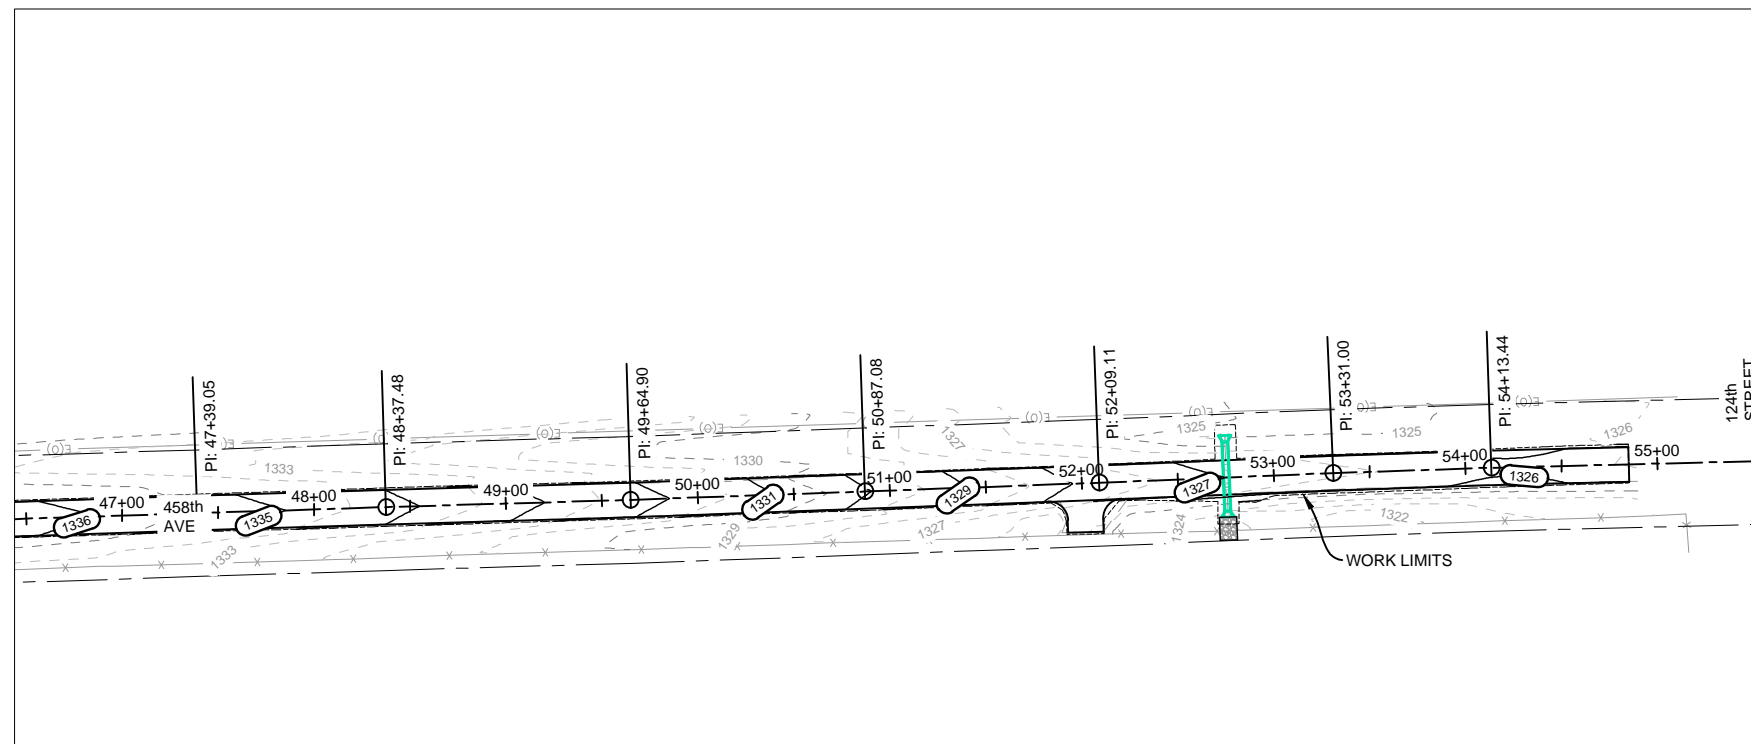 PI: 47+39.05
PI: 48+37.48
PI: 49+64.90
PI: 50+87.08
PI: 52+09.11
PI: 53+31.00
PI: 54+13.44
124th
STREET
E(O)
E(O)
E(O)
E(O)
E(O)
E(O)
E(O)
E(O)
E(O)
1333
1330
1327
1325
1325
1326
47+00
458th
AVE
48+00
49+00
50+00
51+00
52+00
53+00
54+00
55+00
1336
1335
1331
1329
1327
1326
1333
1329
1327
1324
1322
WORK LIMITS